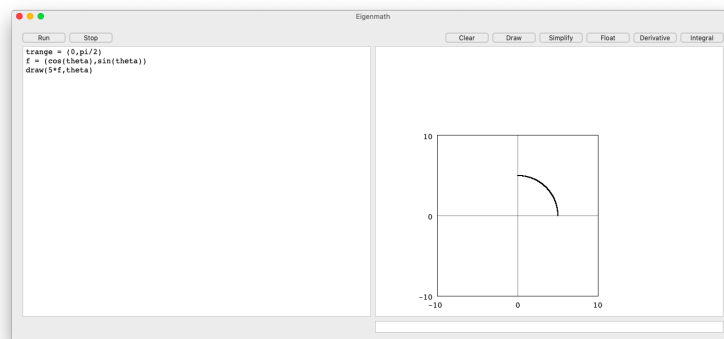 Eigenmath
Run Stop Clear Draw Simplify Float Derivative Integral
trange = (0,pi/2)
f = (cos(theta),sin(theta))
draw(5*f,theta)
10
0
-10
-10 0 10